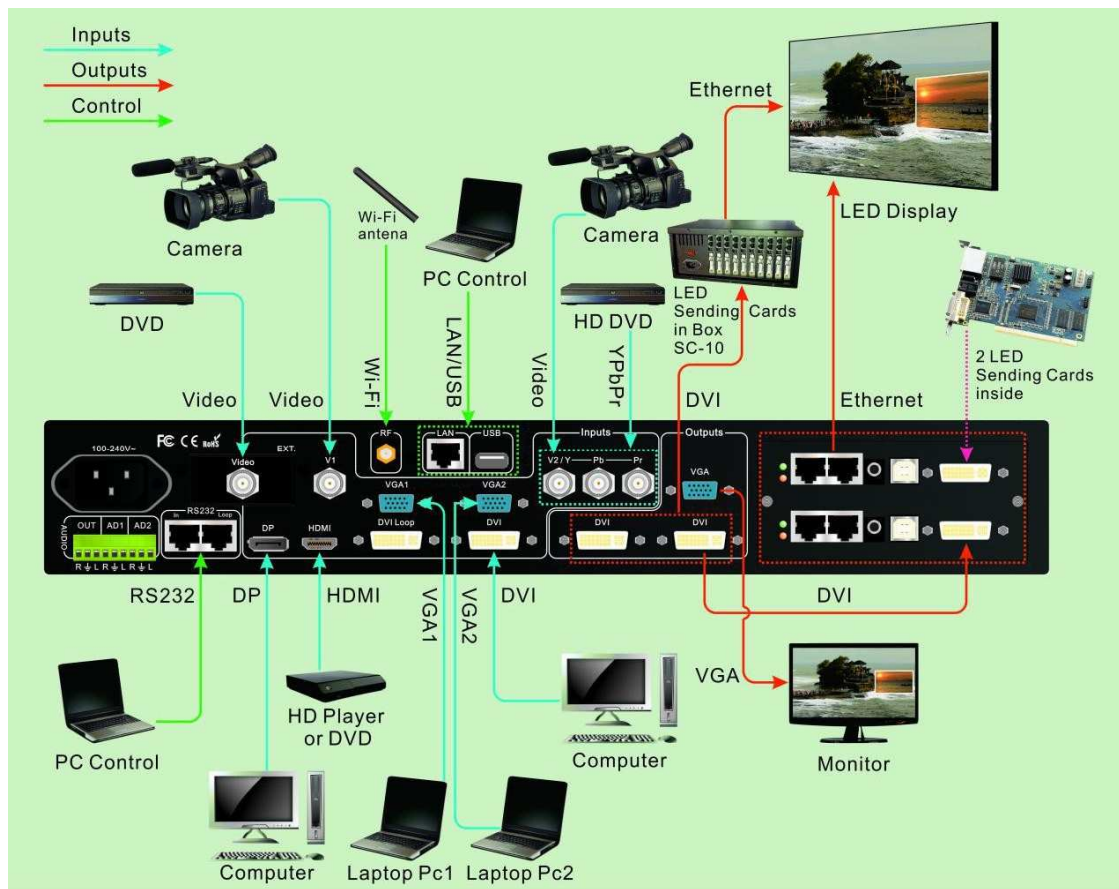 Inputs
Outputs
Control
Camera
DVD
Wi-Fi
antena
PC Control
Camera
HD DVD
Ethernet
LED Display
LED
Sending Cards
in Box
SC-10
2 LED
Sending Cards
inside
Video
Video
Wi-Fi
LAN/USB
Video
YPbPr
DVI
Ethernet
FC CE RoHS
100-240V~
EXT.
Video
V1
RF
LAN
USB
Inputs
V2 / Y
Pb
Pr
Outputs
VGA
VGA1
VGA2
AUDIO
OUT
AD1
AD2
R L R L R L
RS232
In
Loop
DP
HDMI
DVI Loop
DVI
DVI
DVI
RS232
DP
HDMI
VGA1
VGA2
DVI
DVI
VGA
PC Control
HD Player
or DVD
Computer
Laptop Pc1
Laptop Pc2
Computer
Monitor